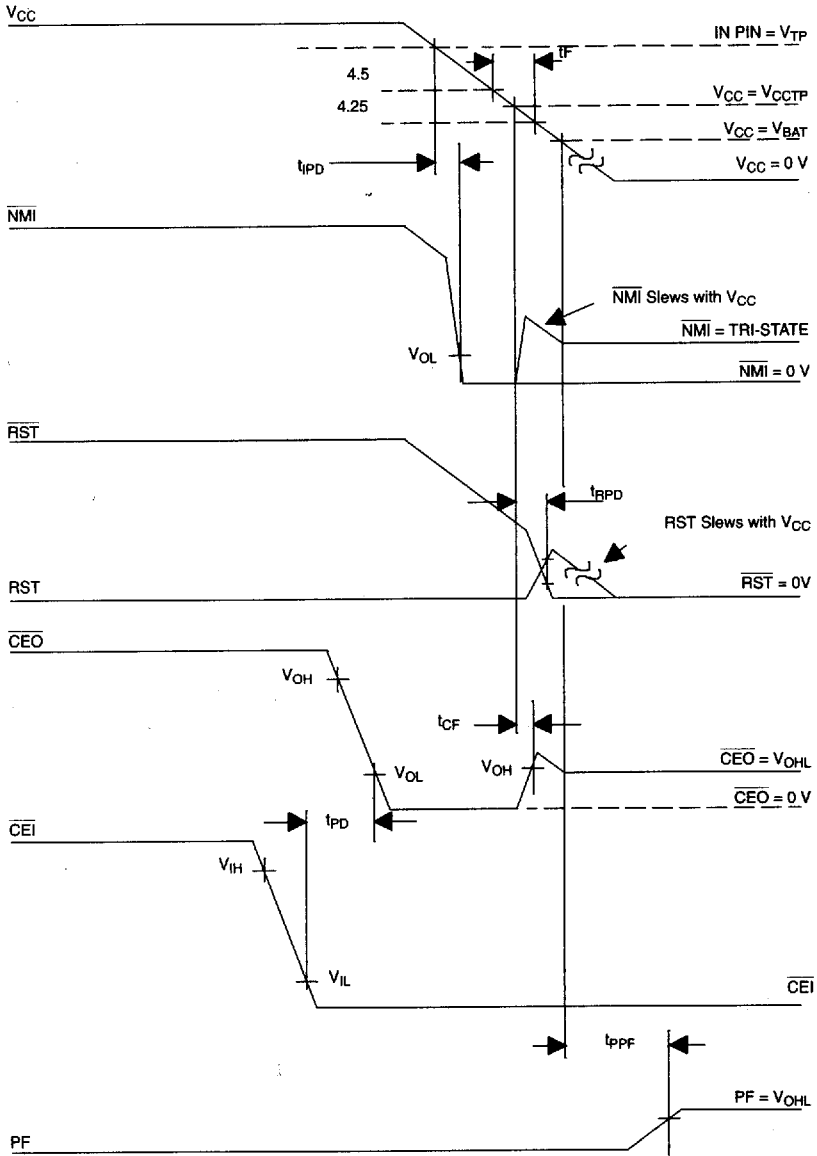 VCC
IN PIN = VTP
tF
4.5
VCC = VCCTP
4.25
VCC = VBAT
tIPD
VCC = 0 V
NMI
NMI Slews with VCC
NMI = TRI-STATE
VOL
NMI = 0 V
RST
tRPD
RST Slews with VCC
RST
RST = 0V
CEO
VOH
tCF
VOL
VOH
CEO = VOHL
CEO = 0 V
tPD
CEI
VIH
VIL
CEI
tPPF
PF = VOHL
PF